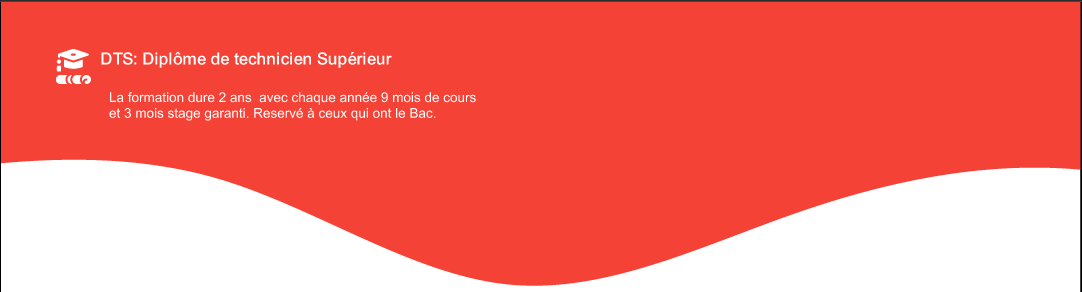 DTS: Diplôme de technicien Supérieur
La formation dure 2 ans  avec chaque année 9 mois de cours
et 3 mois stage garanti. Reservé à ceux qui ont le Bac.